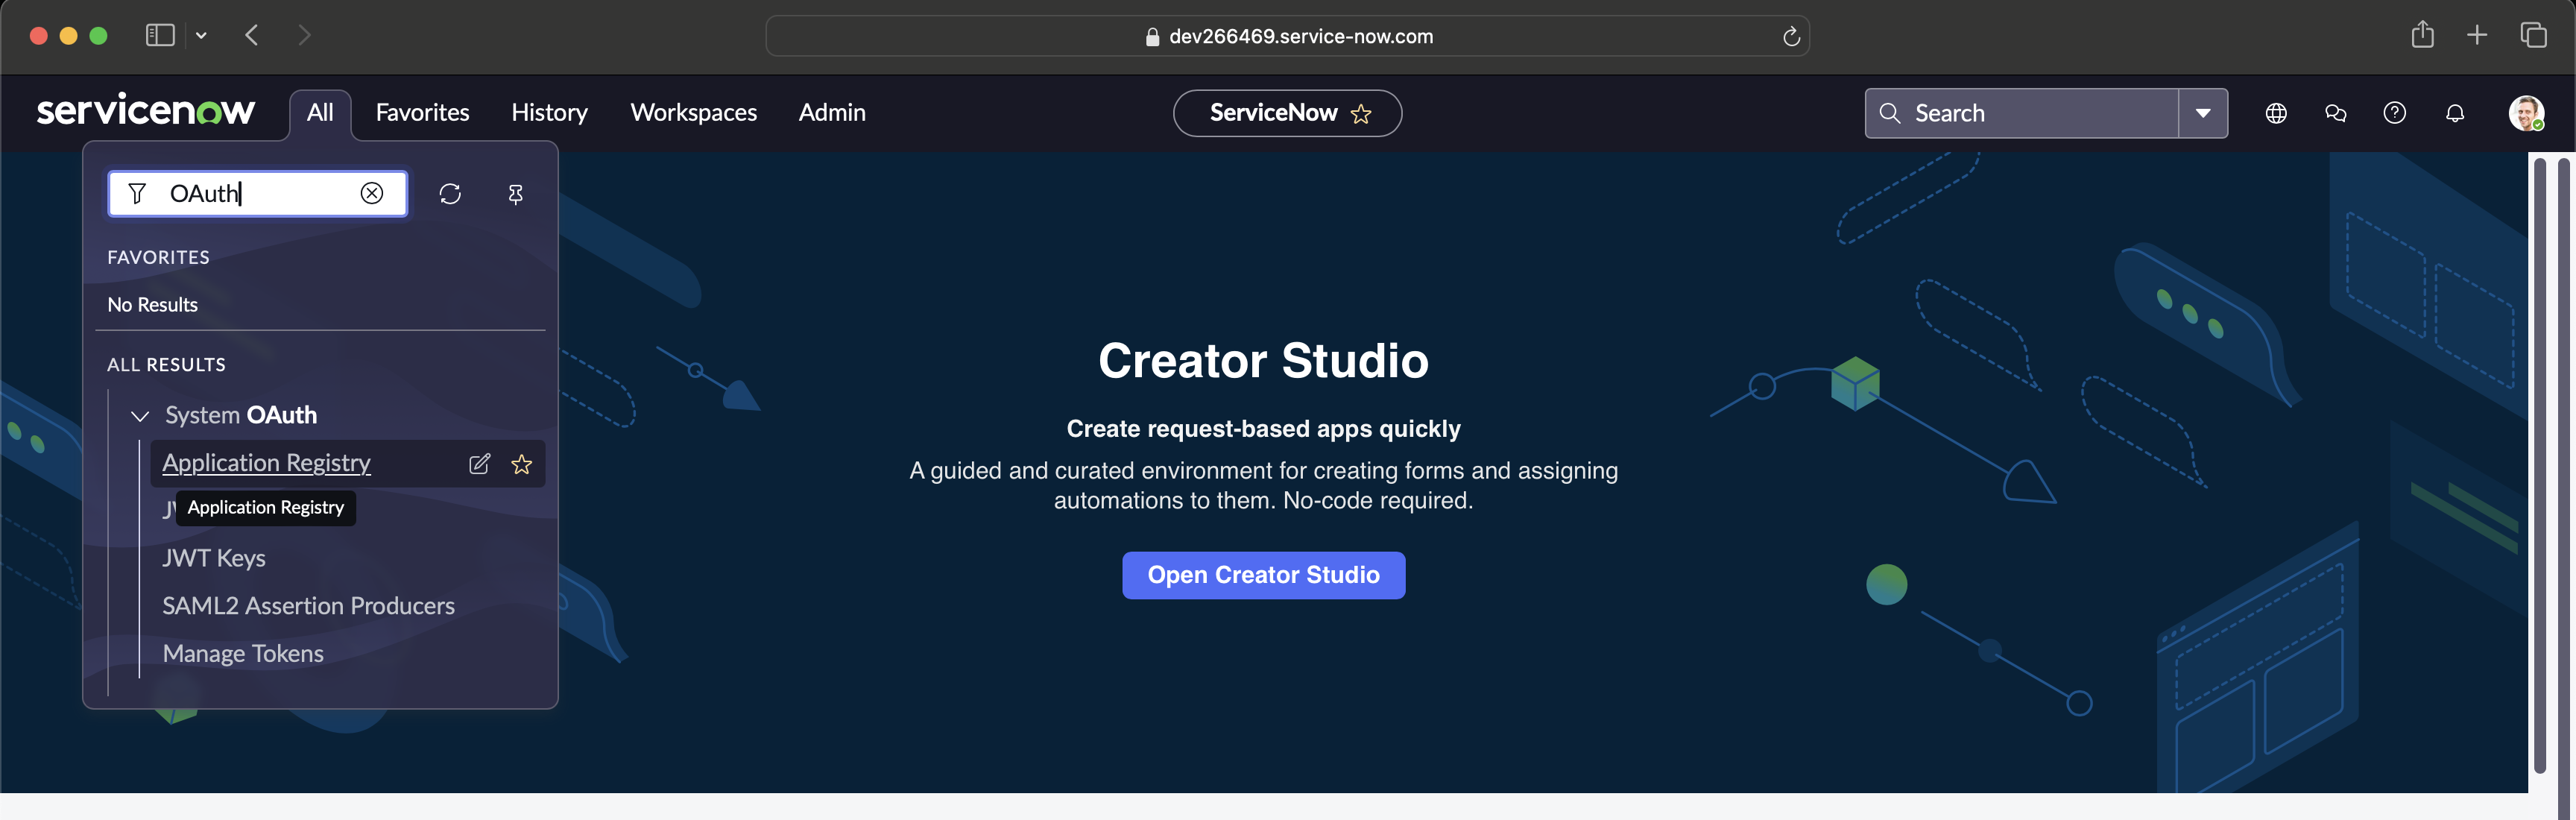 dev266469.service-now.com
servicenow
All
Favorites
History
Workspaces
Admin
ServiceNow
Search
OAuth
FAVORITES
No Results
ALL RESULTS
System OAuth
Application Registry
Application Registry
JWT Keys
SAML2 Assertion Producers
Manage Tokens
Creator Studio
Create request-based apps quickly
A guided and curated environment for creating forms and assigning
automations to them. No-code required.
Open Creator Studio